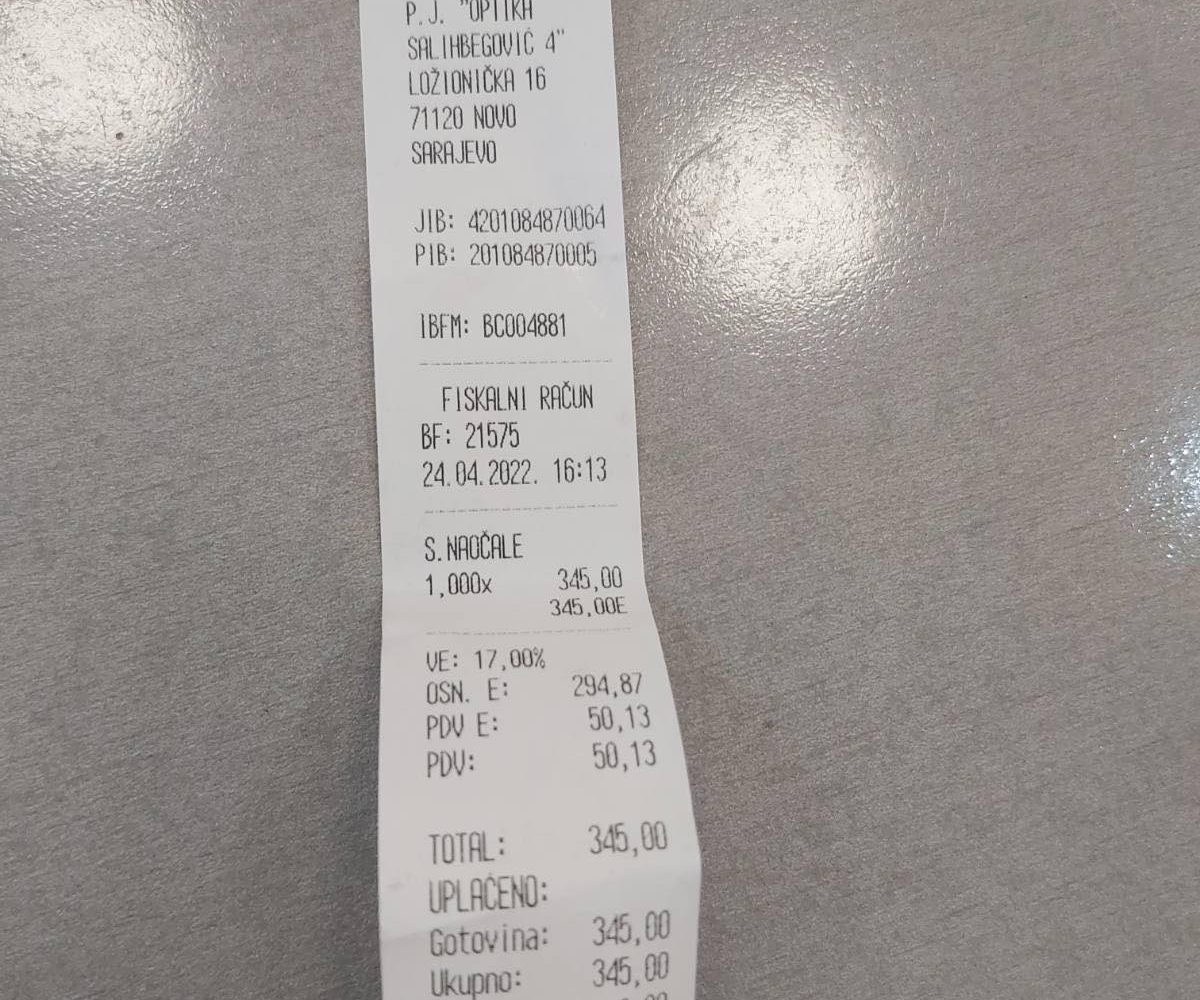 P.J. "OPTIKA
SALIHBEGOVIĆ 4"
LOŽIONIČKA 16
71120 NOVO
SARAJEVO
JIB: 4201084870064
PIB: 201084870005
IBFM: BC004881
FISKALNI RAČUN
BF: 21575
24.04.2022. 16:13
S.NAOČALE
1,000x 345,00
345,00E
VE: 17,00%
OSN. E: 294,87
PDV E: 50,13
PDV: 50,13
TOTAL: 345,00
UPLAĆENO:
Gotovina: 345,00
Ukupno: 345,00